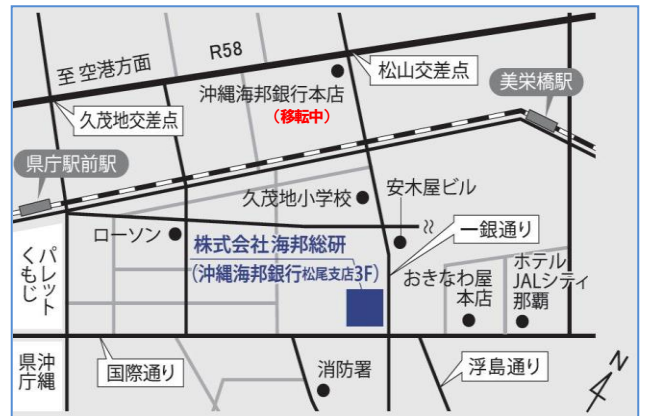 R58
至 空港方面
松山交差点
沖縄海邦銀行本店
(移転中)
美栄橋駅
久茂地交差点
県庁駅前駅
久茂地小学校
安木屋ビル
ローソン
株式会社海邦総研
(沖縄海邦銀行松尾支店3F)
一銀通り
パレット
くもじ
おきなわ屋
本店
ホテル
JALシティ
那覇
沖縄
県庁
国際通り
消防署
浮島通り
N